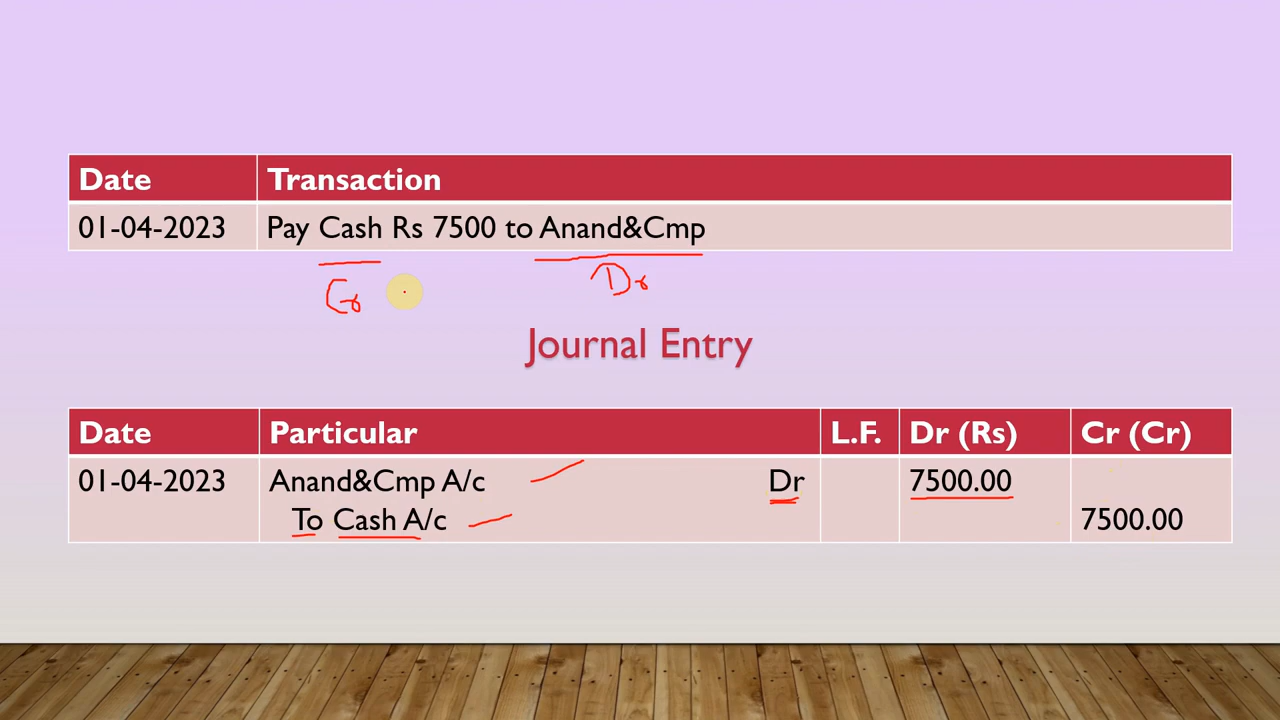 Date Transaction
01-04-2023 Pay Cash Rs 7500 to Anand&Cmp
Cr Dr
Journal Entry
Date Particular L.F. Dr (Rs) Cr (Cr)
01-04-2023 Anand&Cmp A/c Dr 7500.00
To Cash A/c 7500.00